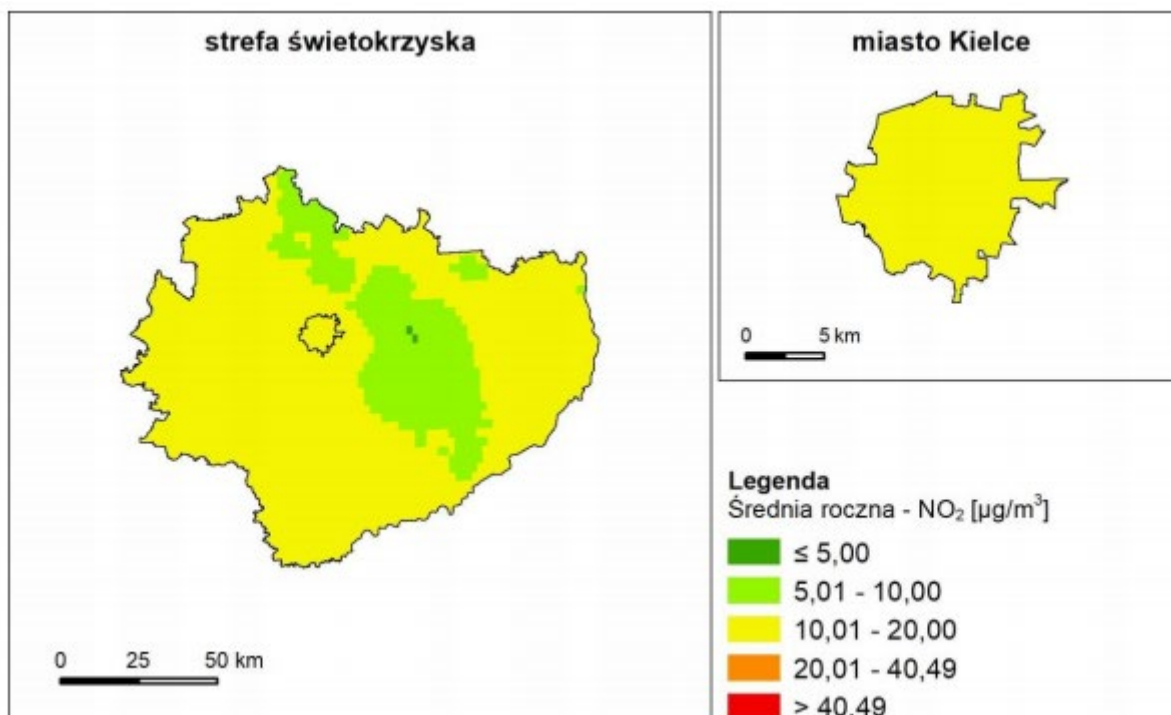 strefa świetokrzyska
0 25 50 km
miasto Kielce
0 5 km
Legenda
Średnia roczna - NO₂ [µg/m³]
≤ 5,00
5,01 - 10,00
10,01 - 20,00
20,01 - 40,49
> 40,49